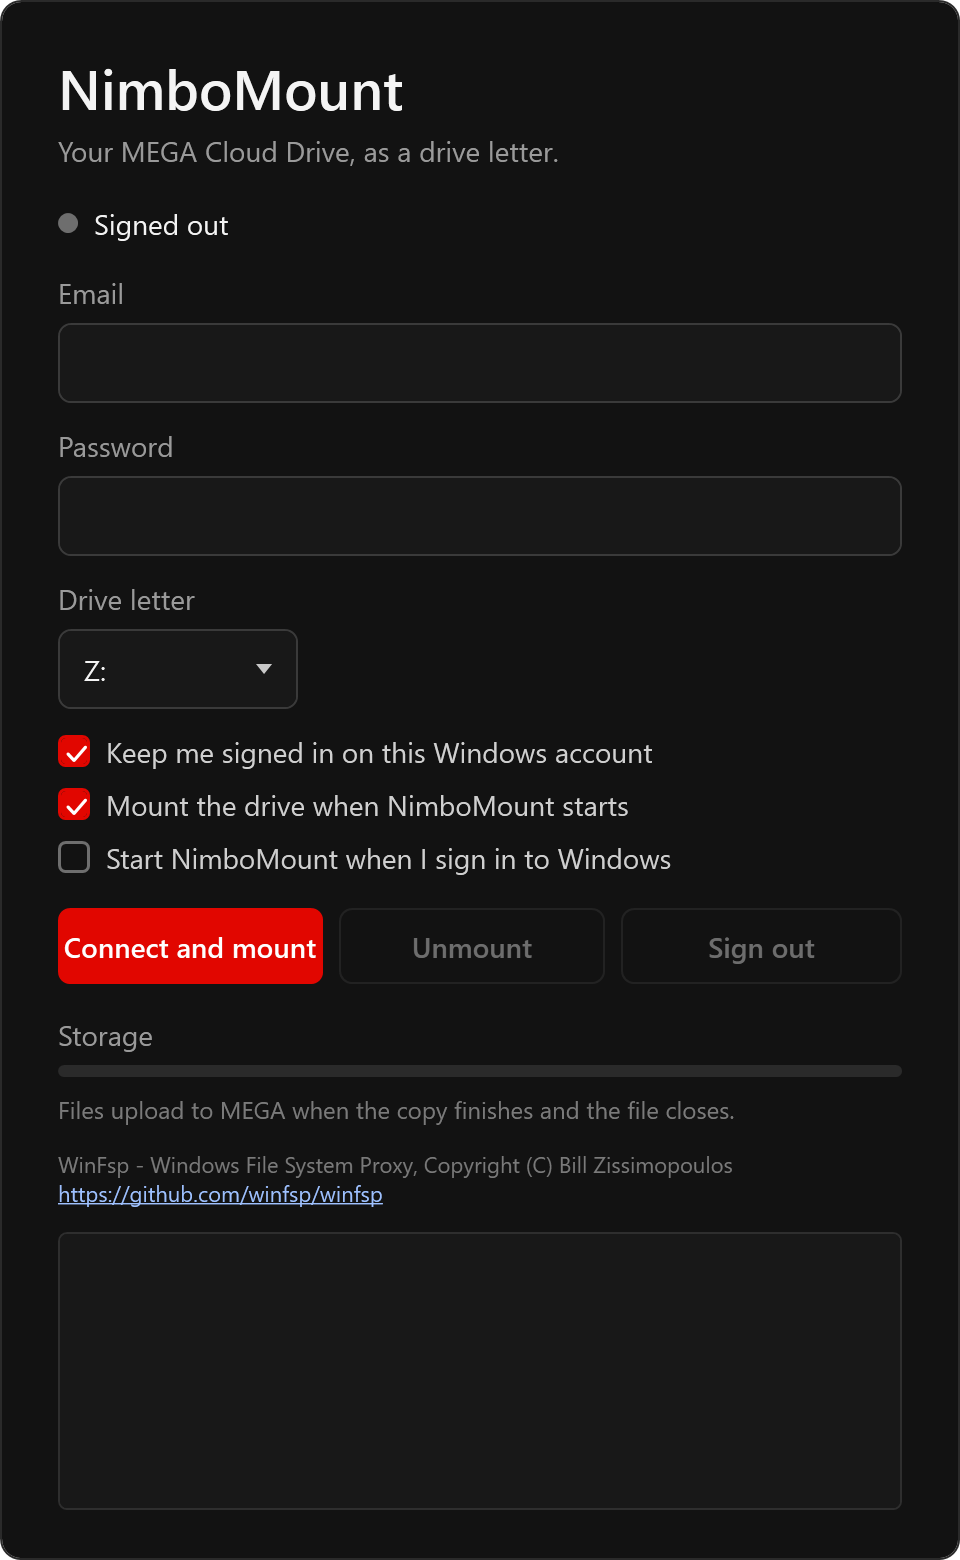 NimboMount
Your MEGA Cloud Drive, as a drive letter.
Signed out
Email
Password
Drive letter
Z:
Keep me signed in on this Windows account
Mount the drive when NimboMount starts
Start NimboMount when I sign in to Windows
Connect and mount
Unmount
Sign out
Storage
Files upload to MEGA when the copy finishes and the file closes.
WinFsp - Windows File System Proxy, Copyright (C) Bill Zissimopoulos
https://github.com/winfsp/winfsp